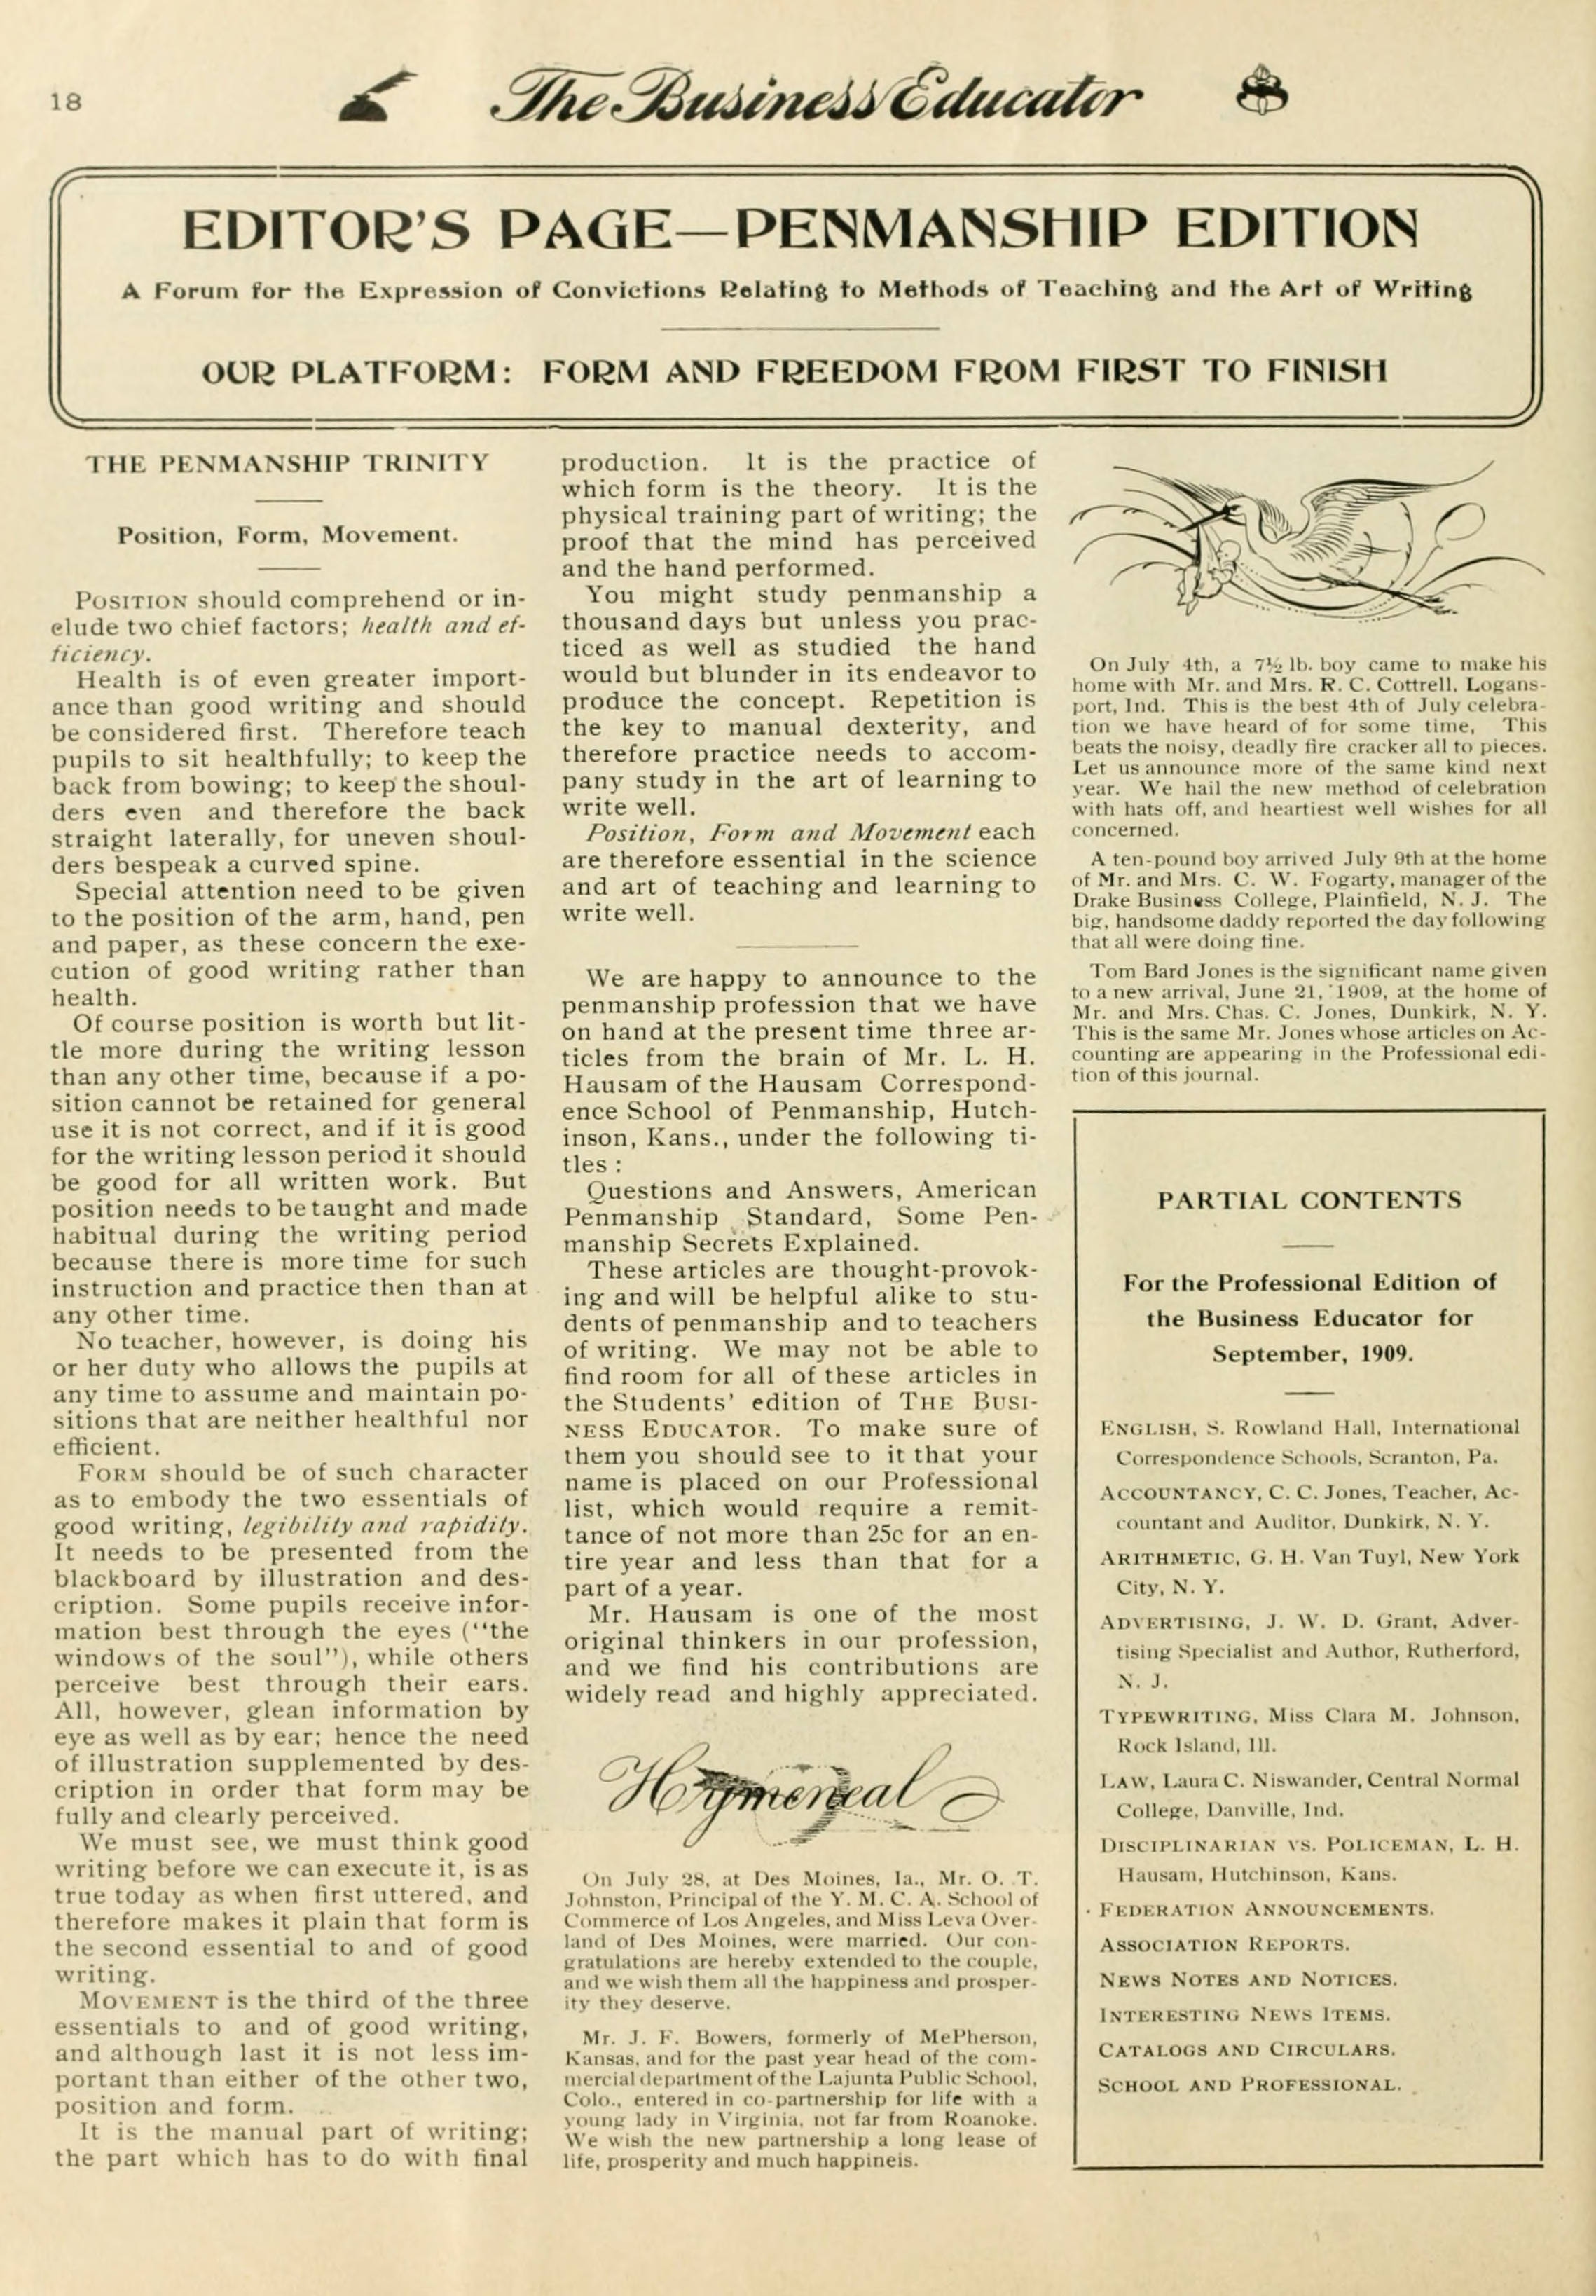 18
The Business Educator
EDITOR'S PAGE—PENMANSHIP EDITION
A Forum for the Expression of Convictions Relating to Methods of Teaching and the Art of Writing
OUR PLATFORM: FORM AND FREEDOM FROM FIRST TO FINISH
THE PENMANSHIP TRINITY
Position, Form, Movement.
POSITION should comprehend or in-
elude two chief factors; health and ef-
ficiency.
Health is of even greater import-
ance than good writing and should
be considered first. Therefore teach
pupils to sit healthfully; to keep the
back from bowing; to keep the shoul-
ders even and therefore the back
straight laterally, for uneven shoul-
ders bespeak a curved spine.
Special attention need to be given
to the position of the arm, hand, pen
and paper, as these concern the exe-
cution of good writing rather than
health.
Of course position is worth but lit-
tle more during the writing lesson
than any other time, because if a po-
sition cannot be retained for general
use it is not correct, and if it is good
for the writing lesson period it should
be good for all written work. But
position needs to be taught and made
habitual during the writing period
because there is more time for such
instruction and practice then than at
any other time.
No teacher, however, is doing his
or her duty who allows the pupils at
any time to assume and maintain po-
sitions that are neither healthful nor
efficient.
FORM should be of such character
as to embody the two essentials of
good writing, legibility and rapidity.
It needs to be presented from the
blackboard by illustration and des-
cription. Some pupils receive infor-
mation best through the eyes ("the
windows of the soul"), while others
perceive best through their ears.
All, however, glean information by
eye as well as by ear; hence the need
of illustration supplemented by des-
cription in order that form may be
fully and clearly perceived.
We must see, we must think good
writing before we can execute it, is as
true today as when first uttered, and
therefore makes it plain that form is
the second essential to and of good
writing.
MOVEMENT is the third of the three
essentials to and of good writing,
and although last it is not less im-
portant than either of the other two,
position and form.
It is the manual part of writing;
the part which has to do with final
production. It is the practice of
which form is the theory. It is the
physical training part of writing; the
proof that the mind has perceived
and the hand performed.
You might study penmanship a
thousand days but unless you prac-
ticed as well as studied the hand
would but blunder in its endeavor to
produce the concept. Repetition is
the key to manual dexterity, and
therefore practice needs to accom-
pany study in the art of learning to
write well.
Position, Form and Movement each
are therefore essential in the science
and art of teaching and learning to
write well.
We are happy to announce to the
penmanship profession that we have
on hand at the present time three ar-
ticles from the brain of Mr. L. H.
Hausam of the Hausam Correspond-
ence School of Penmanship, Hutch-
inson, Kans., under the following ti-
tles :
Questions and Answers, American
Penmanship Standard, Some Pen-
manship Secrets Explained.
These articles are thought-provok-
ing and will be helpful alike to stu-
dents of penmanship and to teachers
of writing. We may not be able to
find room for all of these articles in
the Students' edition of THE BUSI-
NESS EDUCATOR. To make sure of
them you should see to it that your
name is placed on our Professional
list, which would require a remit-
tance of not more than 25c for an en-
tire year and less than that for a
part of a year.
Mr. Hausam is one of the most
original thinkers in our profession,
and we find his contributions are
widely read and highly appreciated.
Hymeneal
On July 28, at Des Moines, Ia., Mr. O. T.
Johnston, Principal of the Y. M. C. A. School of
Commerce of Los Angeles, and Miss Leva Over-
land of Des Moines, were married. Our con-
gratulations are hereby extended to the couple,
and we wish them all the happiness and prosper-
ity they deserve.
Mr. J. F. Bowers, formerly of MePherson,
Kansas, and for the past year head of the com-
mercial department of the Lajunta Public School,
Colo., entered in co-partnership for life with a
young lady in Virginia, not far from Roanoke.
We wish the new partnership a long lease of
life, prosperity and much happineis.
On July 4th, a 7½ lb. boy came to make his
home with Mr. and Mrs. R. C. Cottrell, Logans-
port, Ind. This is the best 4th of July celebra-
tion we have heard of for some time, This
beats the noisy, deadly fire cracker all to pieces.
Let us announce more of the same kind next
year. We hail the new method of celebration
with hats off, and heartiest well wishes for all
concerned.
A ten-pound boy arrived July 9th at the home
of Mr. and Mrs. C. W. Fogarty, manager of the
Drake Business College, Plainfield, N. J. The
big, handsome daddy reported the day following
that all were doing fine.
Tom Bard Jones is the significant name given
to a new arrival, June 21, 1909, at the home of
Mr. and Mrs. Chas. C. Jones, Dunkirk, N. Y.
This is the same Mr. Jones whose articles on Ac-
counting are appearing in the Professional edi-
tion of this journal.
PARTIAL CONTENTS
For the Professional Edition of
the Business Educator for
September, 1909.
ENGLISH, S. Rowland Hall, International
Correspondence Schools, Scranton, Pa.
ACCOUNTANCY, C. C. Jones, Teacher, Ac-
countant and Auditor, Dunkirk, N. Y.
ARITHMETIC, G. H. Van Tuyl, New York
City, N. Y.
ADVERTISING, J. W. D. Grant, Adver-
tising Specialist and Author, Rutherford,
N. J.
TYPEWRITING, Miss Clara M. Johnson,
Rock Island, Ill.
LAW, Laura C. Niswander, Central Normal
College, Danville, Ind.
DISCIPLINARIAN VS. POLICEMAN, L. H.
Hausam, Hutchinson, Kans.
FEDERATION ANNOUNCEMENTS.
ASSOCIATION REPORTS.
NEWS NOTES AND NOTICES.
INTERESTING NEWS ITEMS.
CATALOGS AND CIRCULARS.
SCHOOL AND PROFESSIONAL.